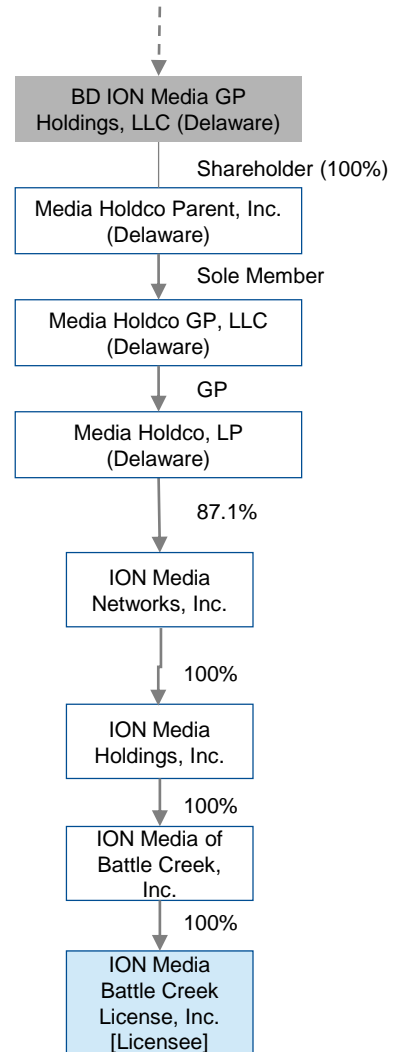 BD ION Media GP
Holdings, LLC (Delaware)
Shareholder (100%)
Media Holdco Parent, Inc.
(Delaware)
Sole Member
Media Holdco GP, LLC
(Delaware)
GP
Media Holdco, LP
(Delaware)
87.1%
ION Media
Networks, Inc.
100%
ION Media
Holdings, Inc.
100%
ION Media of
Battle Creek,
Inc.
100%
ION Media
Battle Creek
License, Inc.
[Licensee]